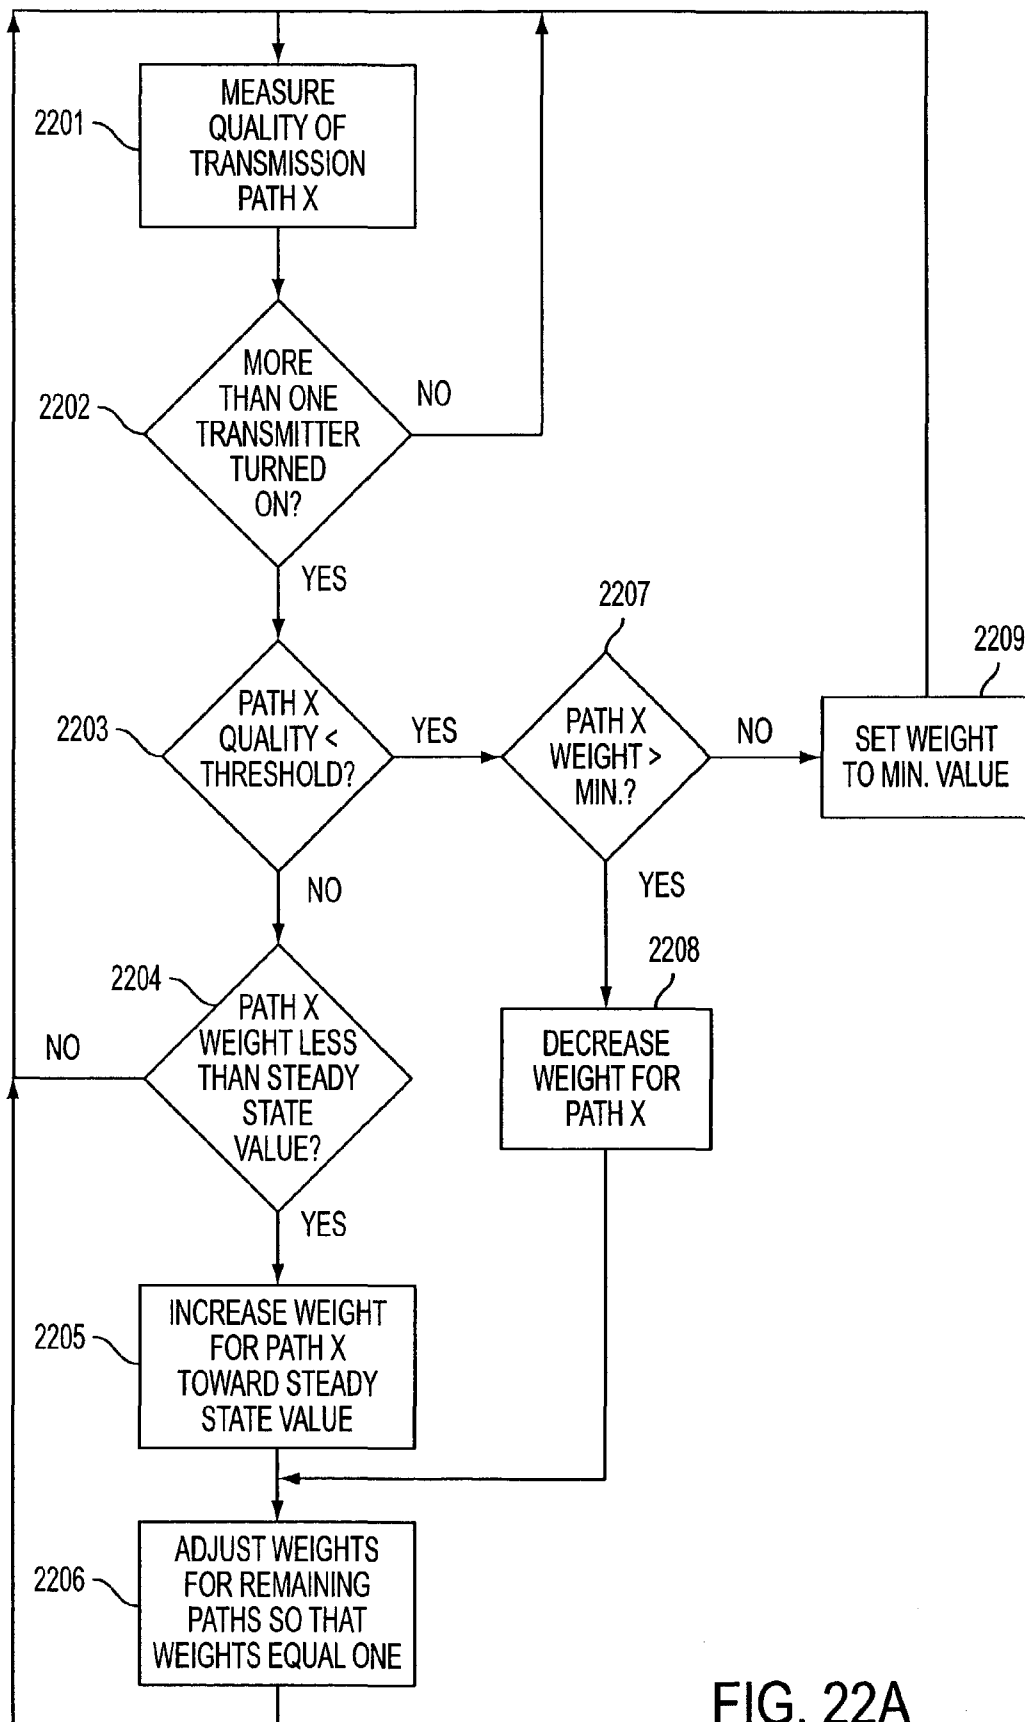 2201
MEASURE
QUALITY OF
TRANSMISSION
PATH X
2202
MORE
THAN ONE
TRANSMITTER
TURNED
ON?
NO
YES
2203
PATH X
QUALITY <
THRESHOLD?
YES
NO
2207
PATH X
WEIGHT >
MIN.?
NO
YES
2209
SET WEIGHT
TO MIN. VALUE
2204
PATH X
WEIGHT LESS
THAN STEADY
STATE
VALUE?
NO
YES
2208
DECREASE
WEIGHT FOR
PATH X
2205
INCREASE WEIGHT
FOR PATH X
TOWARD STEADY
STATE VALUE
2206
ADJUST WEIGHTS
FOR REMAINING
PATHS SO THAT
WEIGHTS EQUAL ONE
FIG. 22A